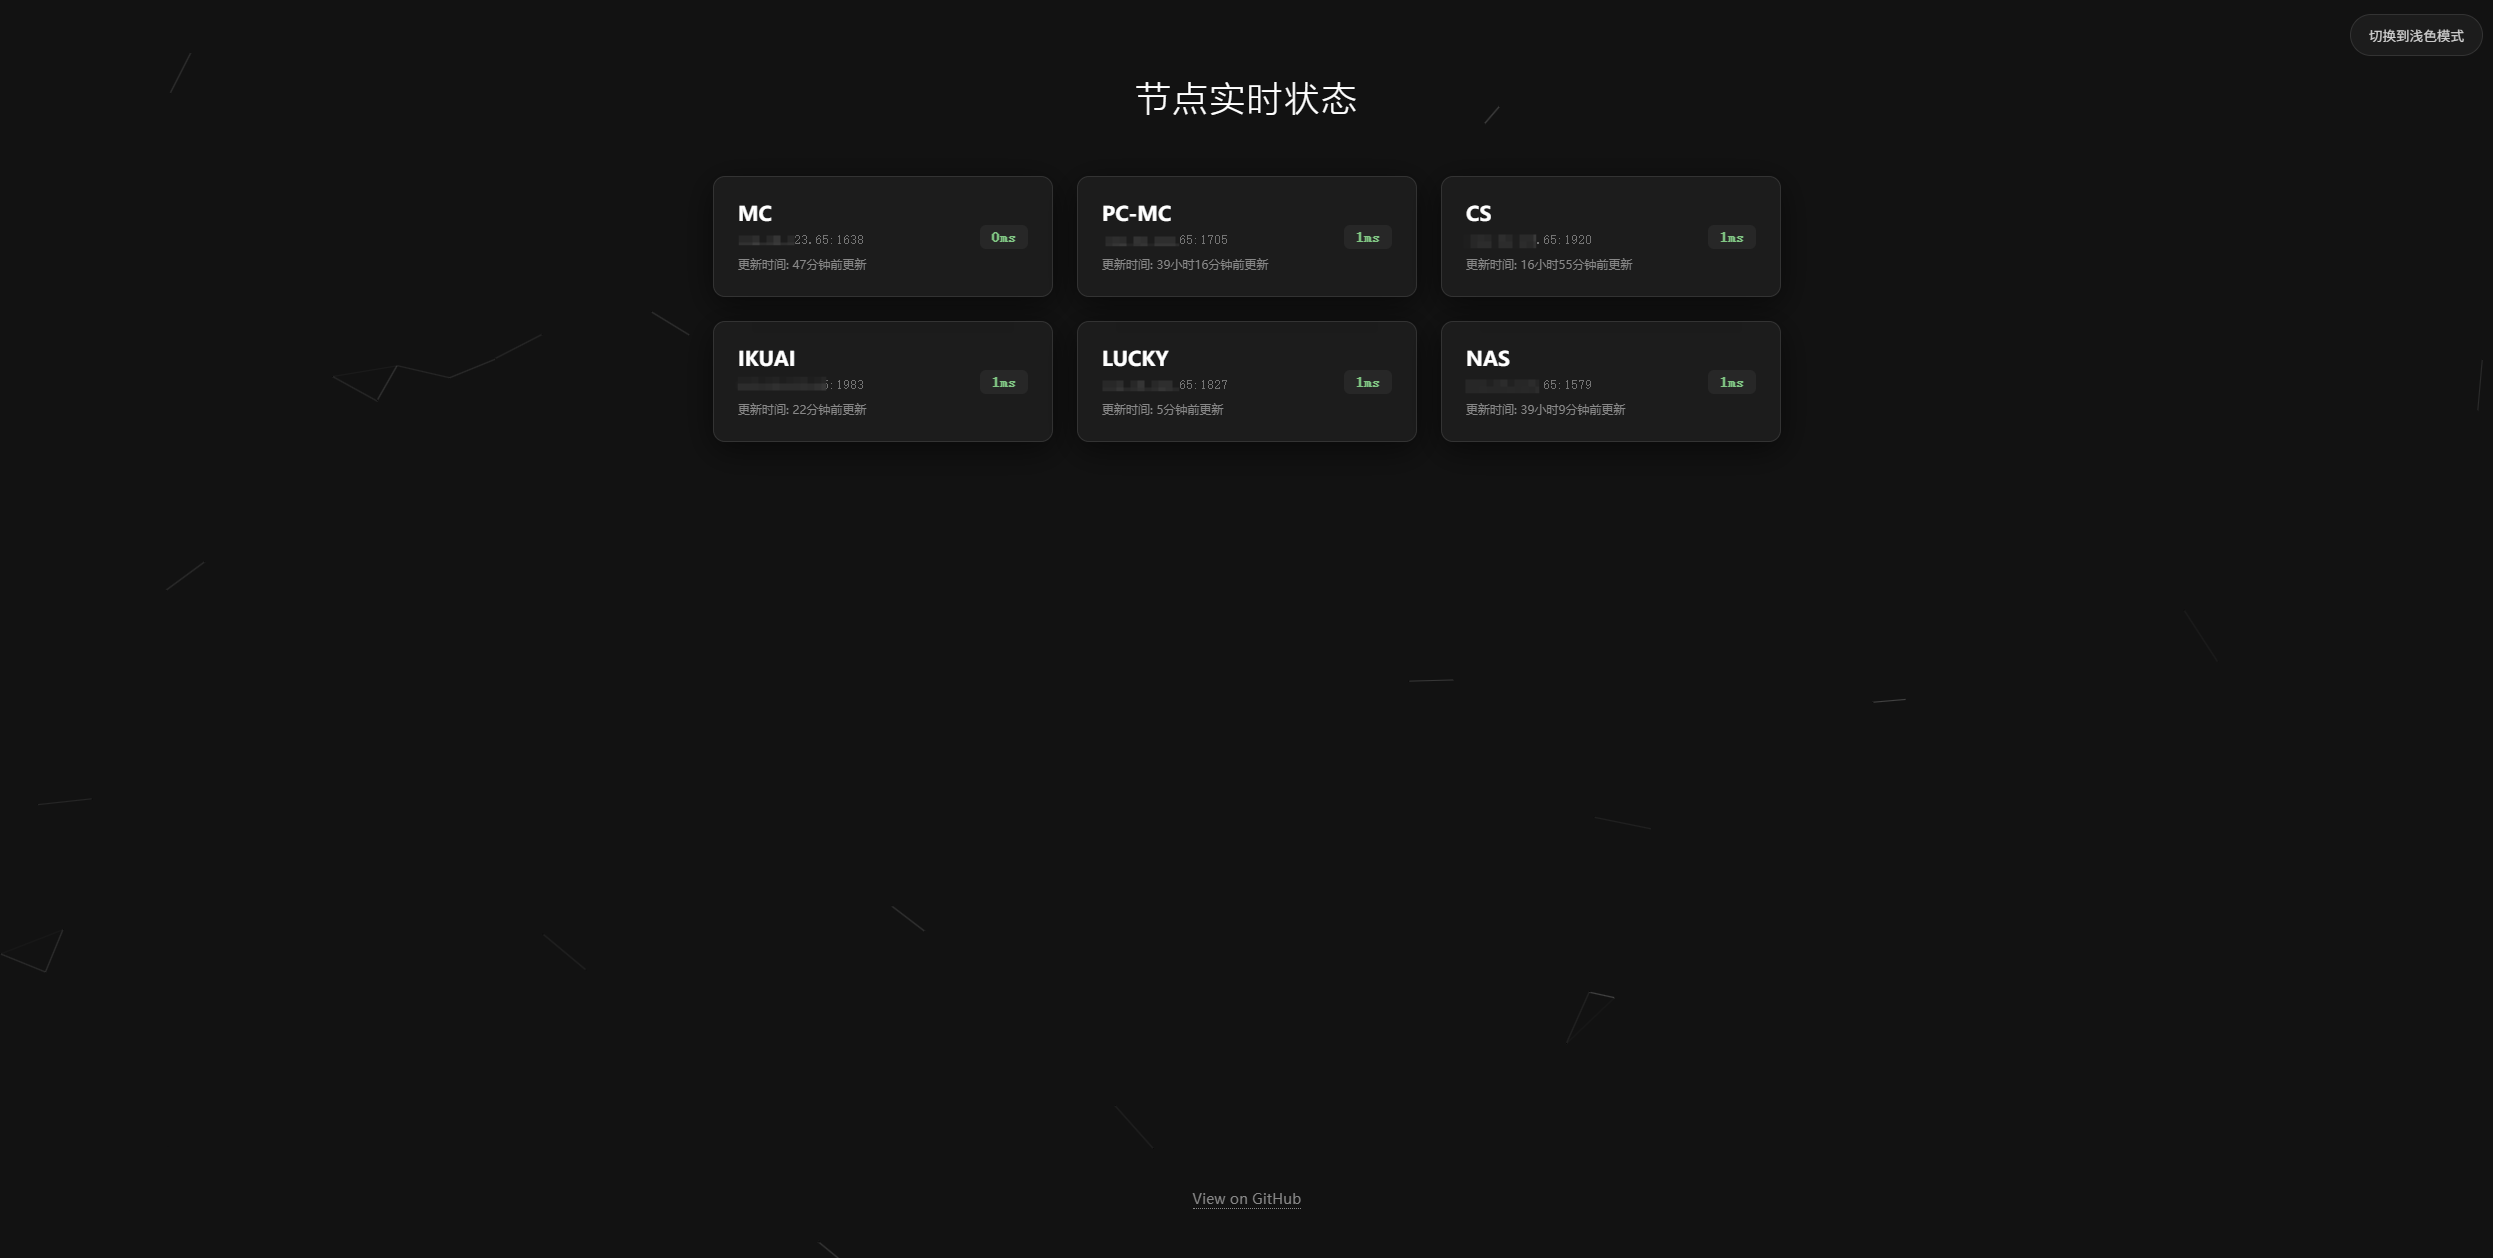 切换到浅色模式
节点实时状态
MC
23.65:1638
0ms
更新时间: 47分钟前更新
PC-MC
65:1705
1ms
更新时间: 39小时16分钟前更新
CS
.65:1920
1ms
更新时间: 16小时55分钟前更新
IKUAI
:1983
1ms
更新时间: 22分钟前更新
LUCKY
65:1827
1ms
更新时间: 5分钟前更新
NAS
65:1579
1ms
更新时间: 39小时9分钟前更新
View on GitHub